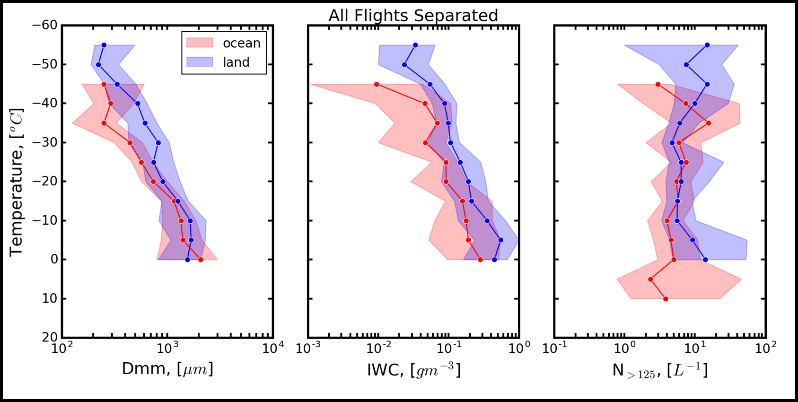 All Flights Separated
Temperature, [°C]
−60
−50
−40
−30
−20
−10
0
10
20
ocean
land
10² 10³ 10⁴
Dmm, [μm]
10⁻³ 10⁻² 10⁻¹ 10⁰
IWC, [gm⁻³]
10⁻¹ 10⁰ 10¹ 10²
N>125, [L⁻¹]